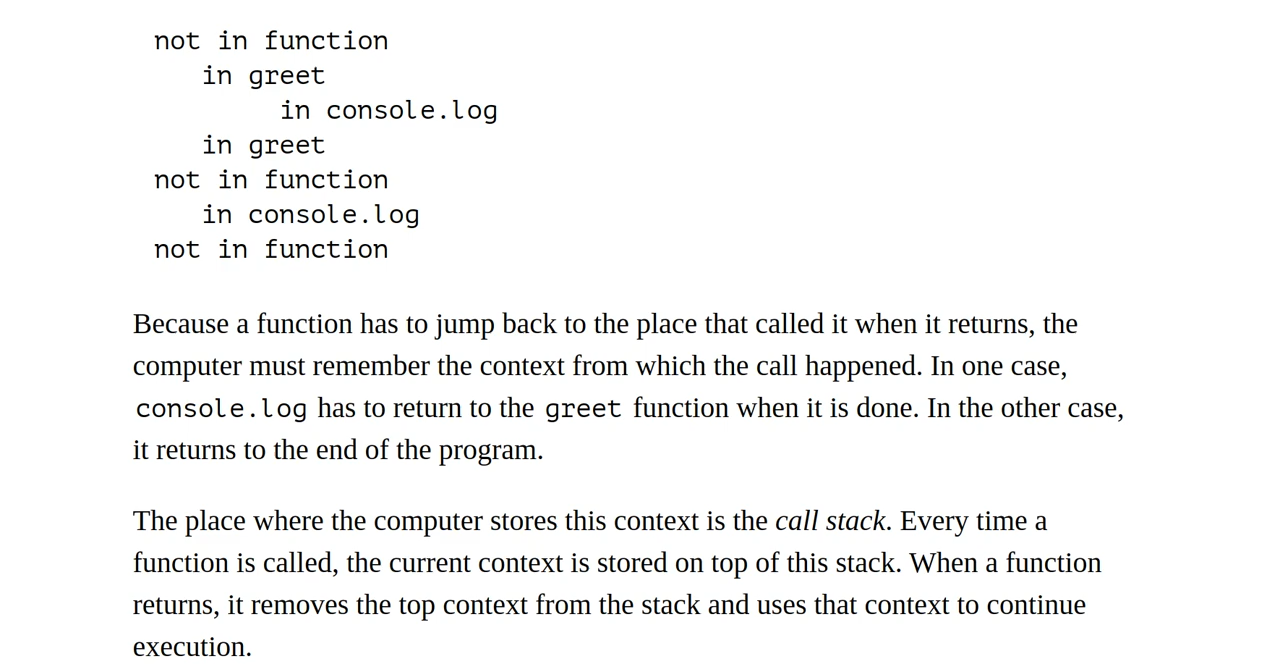 not in function
   in greet
        in console.log
   in greet
not in function
   in console.log
not in function
Because a function has to jump back to the place that called it when it returns, the
computer must remember the context from which the call happened. In one case,
console.log has to return to the greet function when it is done. In the other case,
it returns to the end of the program.
The place where the computer stores this context is the call stack. Every time a
function is called, the current context is stored on top of this stack. When a function
returns, it removes the top context from the stack and uses that context to continue
execution.